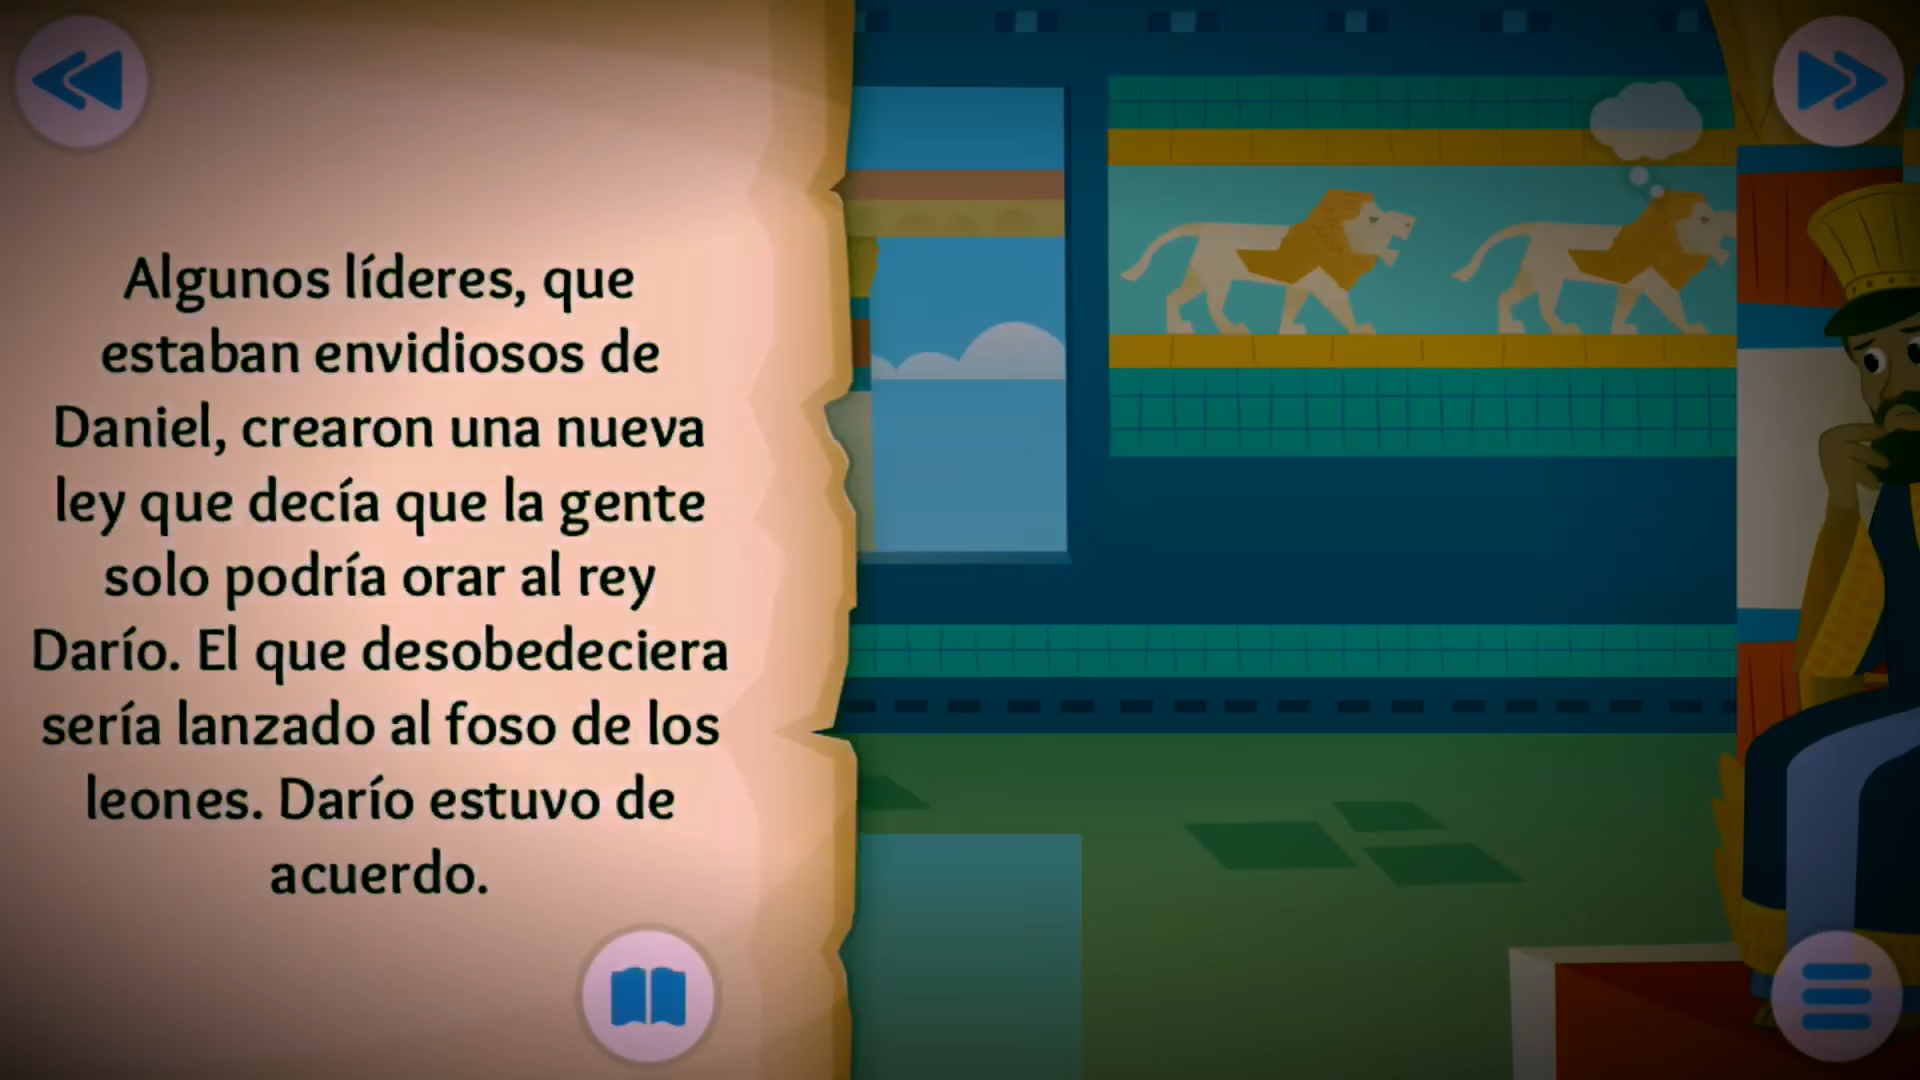 Algunos líderes, que
estaban envidiosos de
Daniel, crearon una nueva
ley que decía que la gente
solo podría orar al rey
Darío. El que desobedeciera
sería lanzado al foso de los
leones. Darío estuvo de
acuerdo.